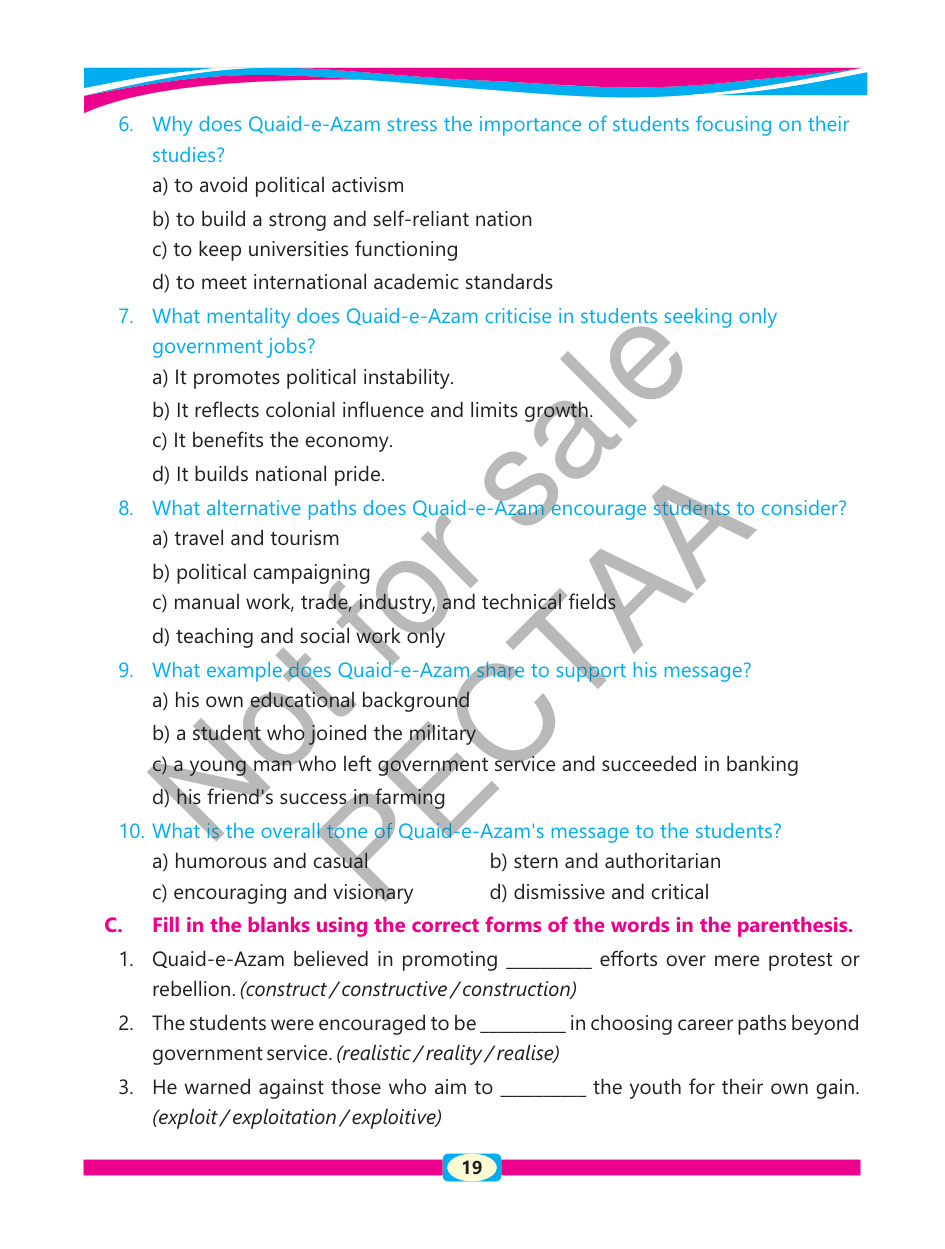 6. Why does Quaid-e-Azam stress the importance of students focusing on their
studies?
a) to avoid political activism
b) to build a strong and self-reliant nation
c) to keep universities functioning
d) to meet international academic standards
7. What mentality does Quaid-e-Azam criticise in students seeking only
government jobs?
a) It promotes political instability.
b) It reflects colonial influence and limits growth.
c) It benefits the economy.
d) It builds national pride.
8. What alternative paths does Quaid-e-Azam encourage students to consider?
a) travel and tourism
b) political campaigning
c) manual work, trade, industry, and technical fields
d) teaching and social work only
9. What example does Quaid-e-Azam share to support his message?
a) his own educational background
b) a student who joined the military
c) a young man who left government service and succeeded in banking
d) his friend's success in farming
10. What is the overall tone of Quaid-e-Azam's message to the students?
a) humorous and casual b) stern and authoritarian
c) encouraging and visionary d) dismissive and critical
C. Fill in the blanks using the correct forms of the words in the parenthesis.
1. Quaid-e-Azam believed in promoting _________ efforts over mere protest or
rebellion. (construct / constructive / construction)
2. The students were encouraged to be _________ in choosing career paths beyond
government service. (realistic / reality / realise)
3. He warned against those who aim to _________ the youth for their own gain.
(exploit / exploitation / exploitive)
19
Not for sale
PECTAA